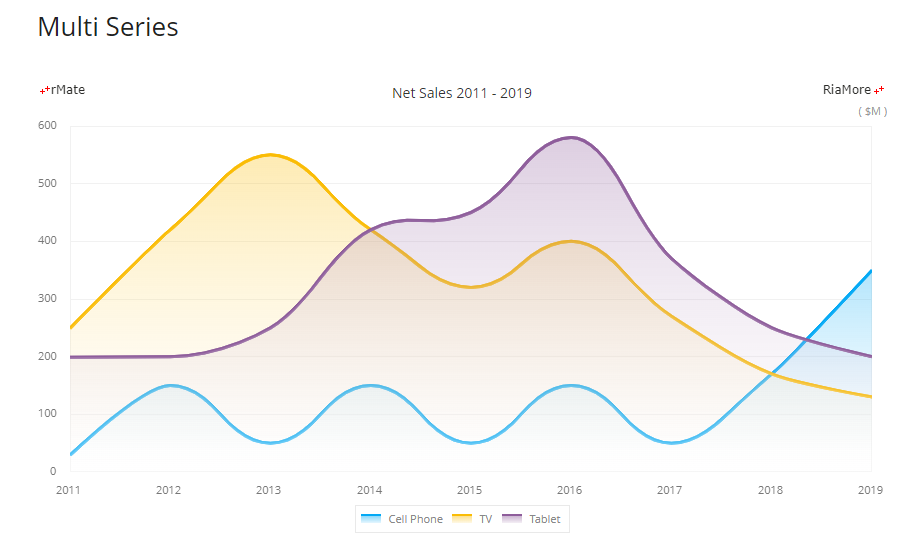 Multi Series
rMate
Net Sales 2011 - 2019
RiaMore
( $M )
600
500
400
300
200
100
0
2011 2012 2013 2014 2015 2016 2017 2018 2019
Cell Phone TV Tablet